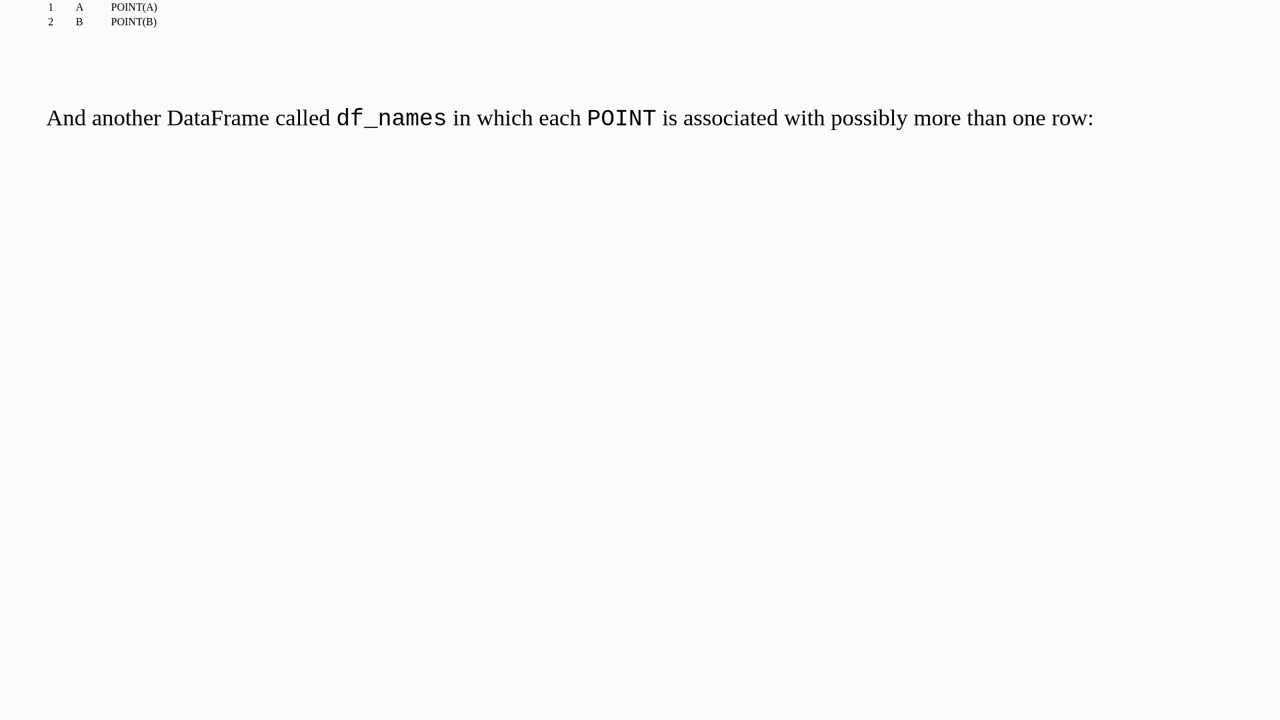 1 A POINT(A)
2 B POINT(B)
And another DataFrame called df_names in which each POINT is associated with possibly more than one row: